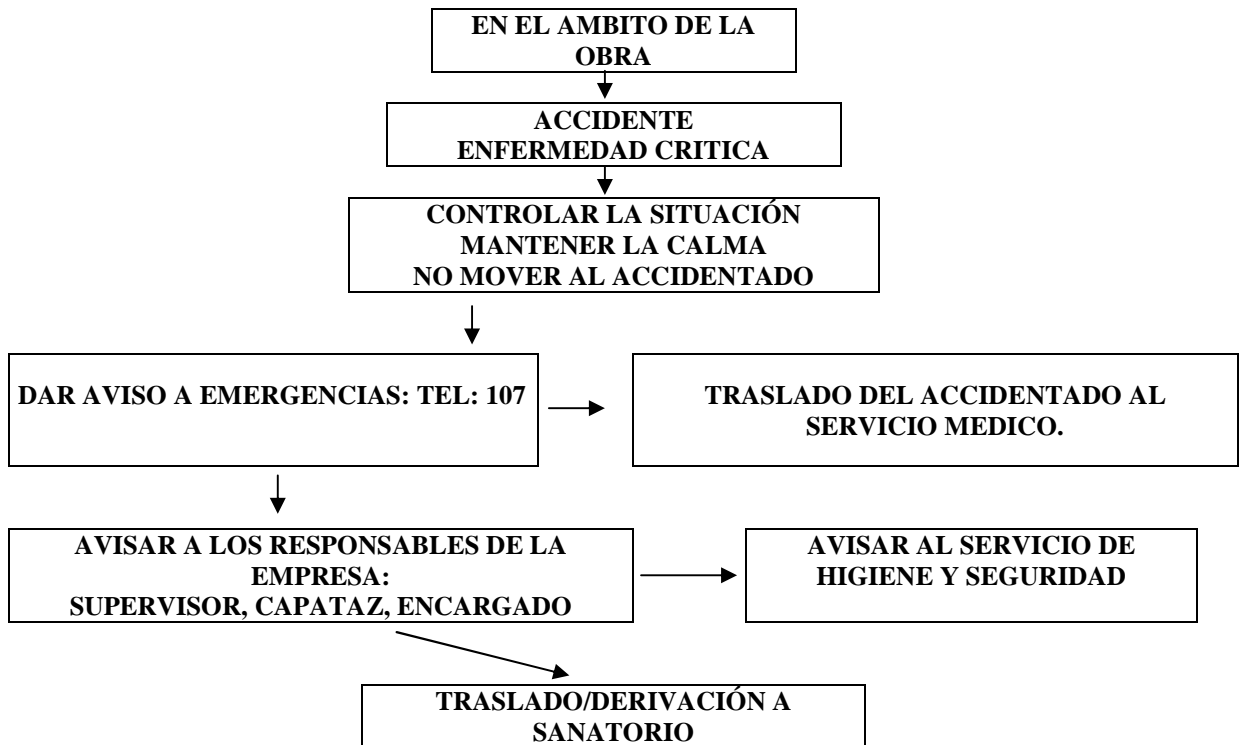 EN EL AMBITO DE LA
OBRA
ACCIDENTE
ENFERMEDAD CRITICA
CONTROLAR LA SITUACIÓN
MANTENER LA CALMA
NO MOVER AL ACCIDENTADO
DAR AVISO A EMERGENCIAS: TEL: 107
TRASLADO DEL ACCIDENTADO AL
SERVICIO MEDICO.
AVISAR A LOS RESPONSABLES DE LA
EMPRESA:
SUPERVISOR, CAPATAZ, ENCARGADO
AVISAR AL SERVICIO DE
HIGIENE Y SEGURIDAD
TRASLADO/DERIVACIÓN A
SANATORIO